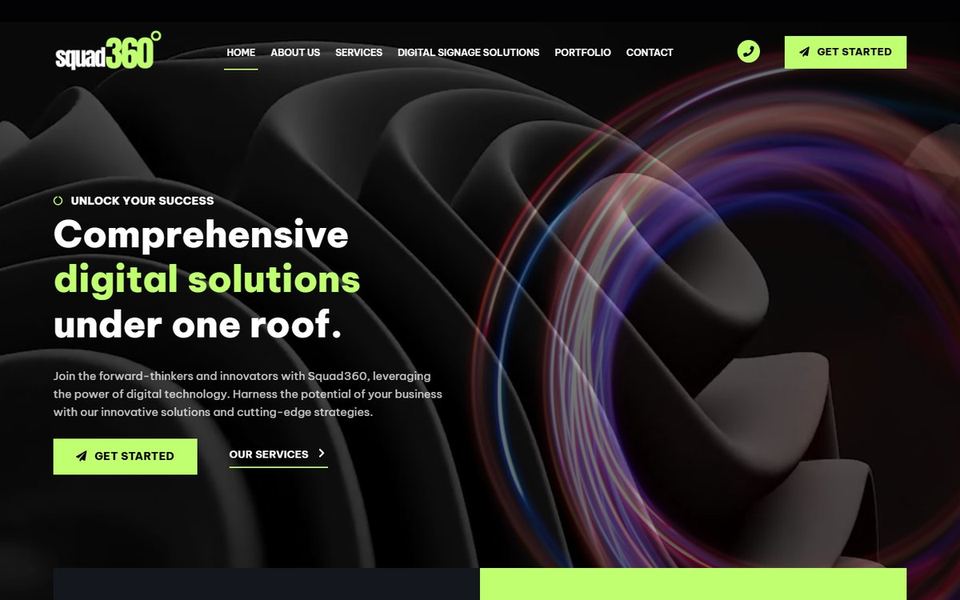 squad360°
HOME
ABOUT US
SERVICES
DIGITAL SIGNAGE SOLUTIONS
PORTFOLIO
CONTACT
GET STARTED
UNLOCK YOUR SUCCESS
Comprehensive
digital solutions
under one roof.
Join the forward-thinkers and innovators with Squad360, leveraging
the power of digital technology. Harness the potential of your business
with our innovative solutions and cutting-edge strategies.
GET STARTED
OUR SERVICES